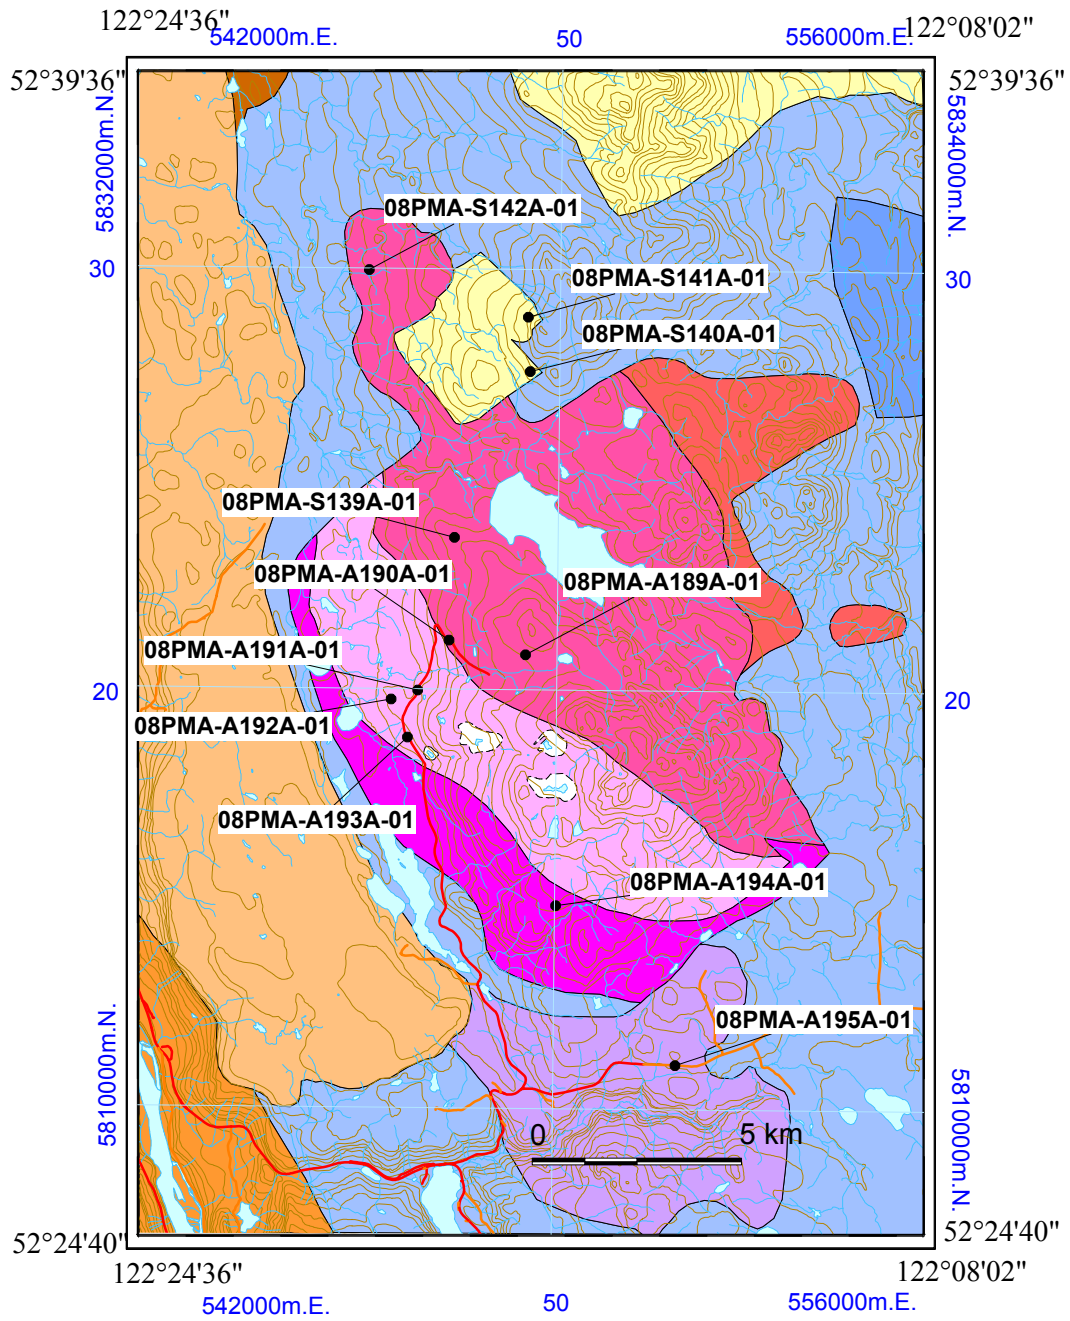 122°24'36"
122°08'02"
542000m.E.
50
556000m.E.
52°39'36"
52°39'36"
5832000m.N.
5834000m.N.
08PMA-S142A-01
30
08PMA-S141A-01
30
08PMA-S140A-01
08PMA-S139A-01
08PMA-A190A-01
08PMA-A189A-01
08PMA-A191A-01
20
20
08PMA-A192A-01
08PMA-A193A-01
08PMA-A194A-01
08PMA-A195A-01
5810000m.N.
5810000m.N.
0
5 km
52°24'40"
52°24'40"
122°24'36"
122°08'02"
542000m.E.
50
556000m.E.